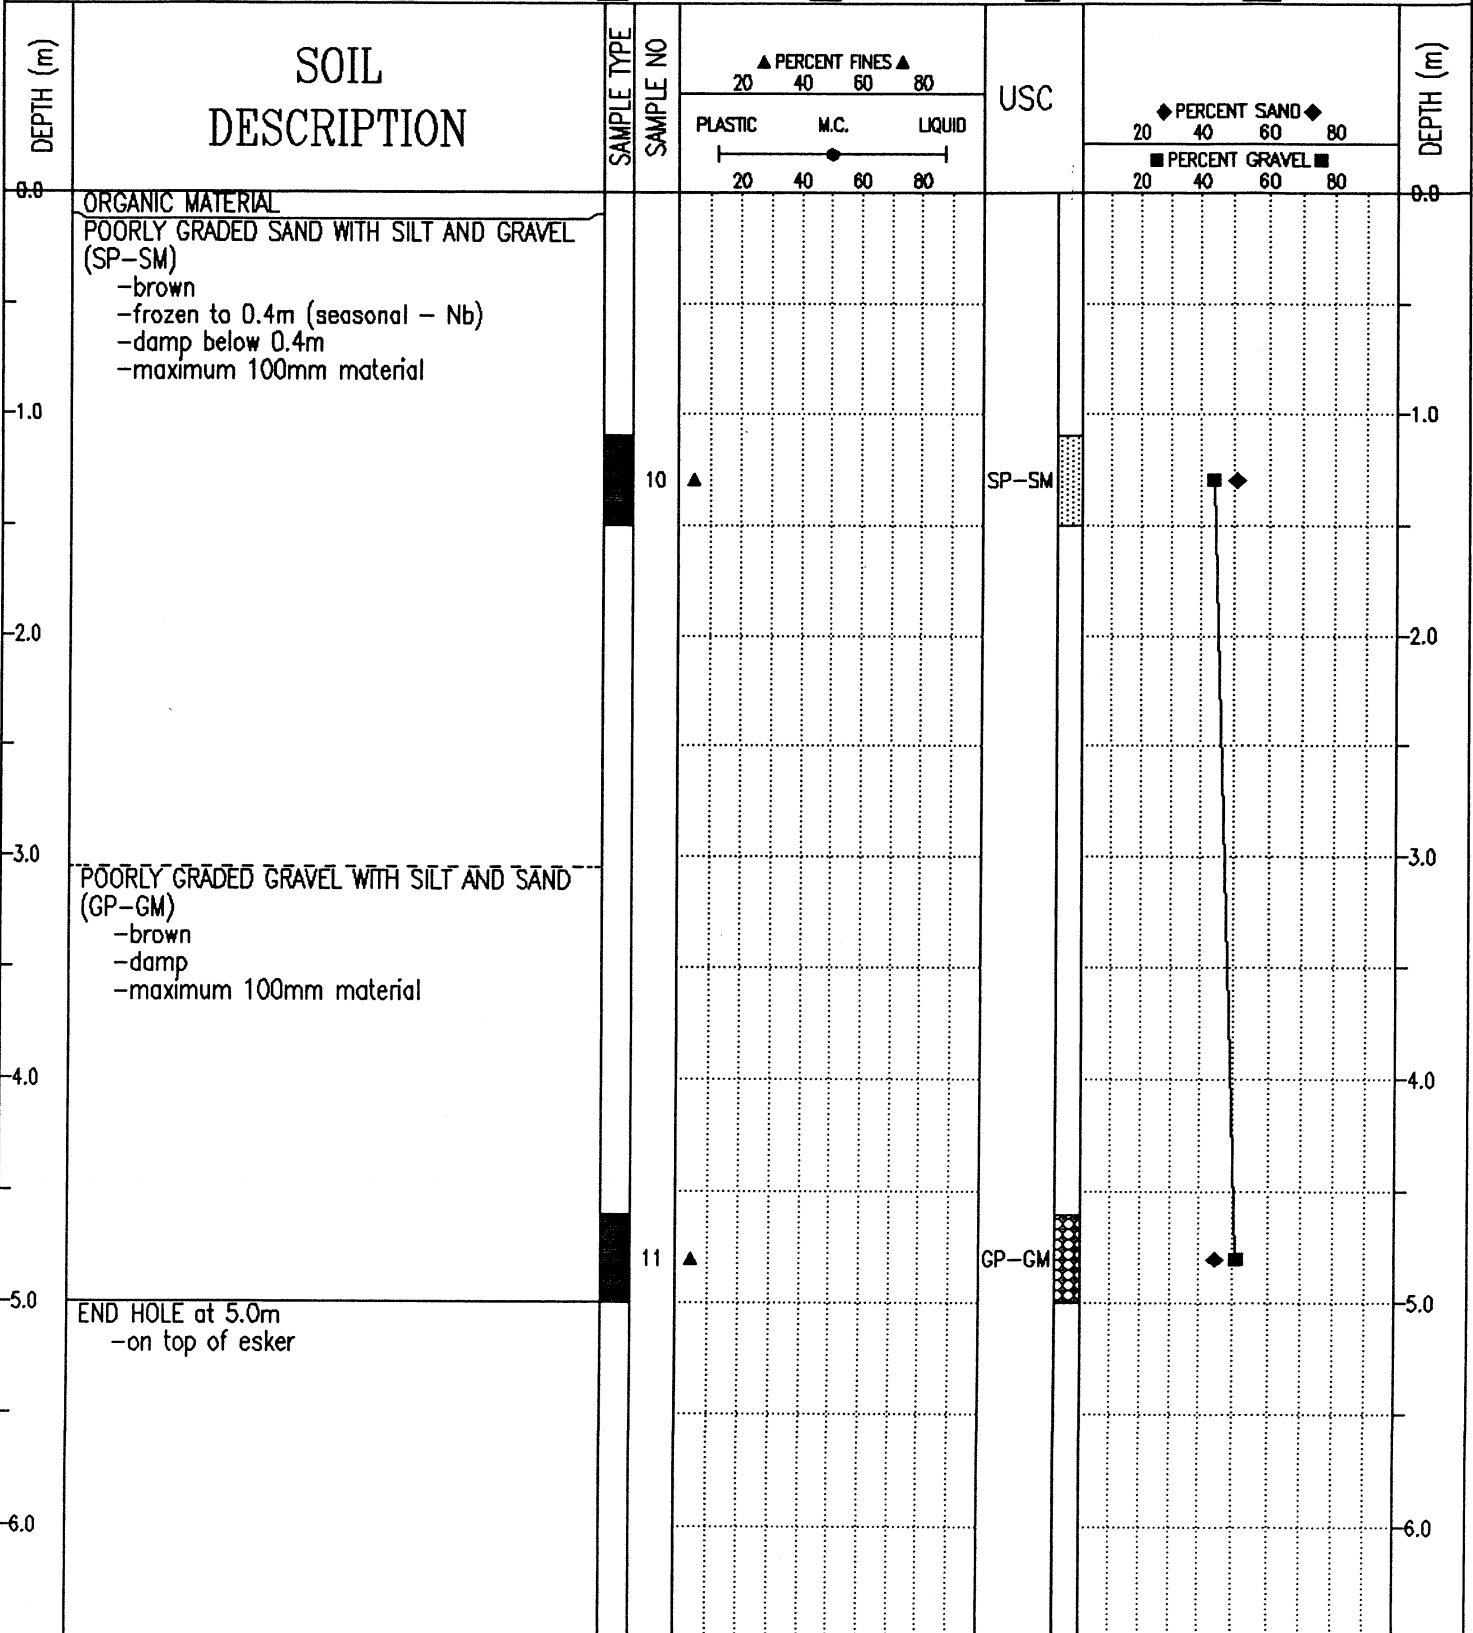 DEPTH (m)
SOIL
DESCRIPTION
SAMPLE TYPE
SAMPLE NO
▲ PERCENT FINES ▲
20 40 60 80
PLASTIC M.C. LIQUID
20 40 60 80
USC
◆ PERCENT SAND ◆
20 40 60 80
■ PERCENT GRAVEL ■
20 40 60 80
DEPTH (m)
0.0 0.0
ORGANIC MATERIAL
POORLY GRADED SAND WITH SILT AND GRAVEL
(SP-SM)
-brown
-frozen to 0.4m (seasonal - Nb)
-damp below 0.4m
-maximum 100mm material
1.0 1.0
10 SP-SM
2.0 2.0
3.0 3.0
POORLY GRADED GRAVEL WITH SILT AND SAND
(GP-GM)
-brown
-damp
-maximum 100mm material
4.0 4.0
11 GP-GM
5.0 5.0
END HOLE at 5.0m
-on top of esker
6.0 6.0